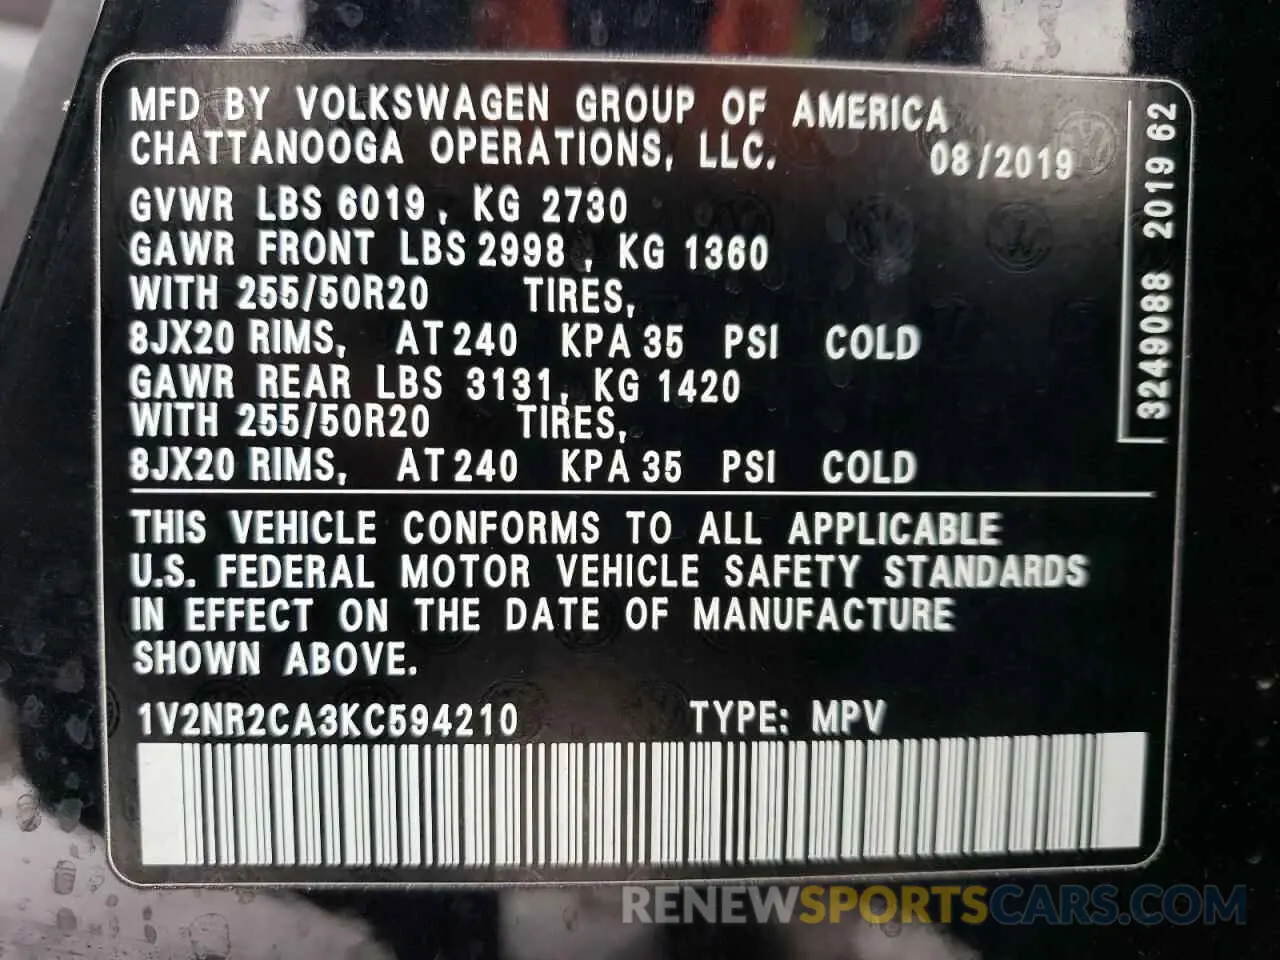 MFD BY VOLKSWAGEN GROUP OF AMERICA
CHATTANOOGA OPERATIONS, LLC.
08/2019
GVWR LBS 6019, KG 2730
GAWR FRONT LBS 2998, KG 1360
WITH 255/50R20 TIRES,
8JX20 RIMS, AT 240 KPA 35 PSI COLD
GAWR REAR LBS 3131, KG 1420
WITH 255/50R20 TIRES,
8JX20 RIMS, AT 240 KPA 35 PSI COLD
3249088 2019 62
THIS VEHICLE CONFORMS TO ALL APPLICABLE
U.S. FEDERAL MOTOR VEHICLE SAFETY STANDARDS
IN EFFECT ON THE DATE OF MANUFACTURE
SHOWN ABOVE.
1V2NR2CA3KC594210 TYPE: MPV
RENEWSPORTSCARS.COM